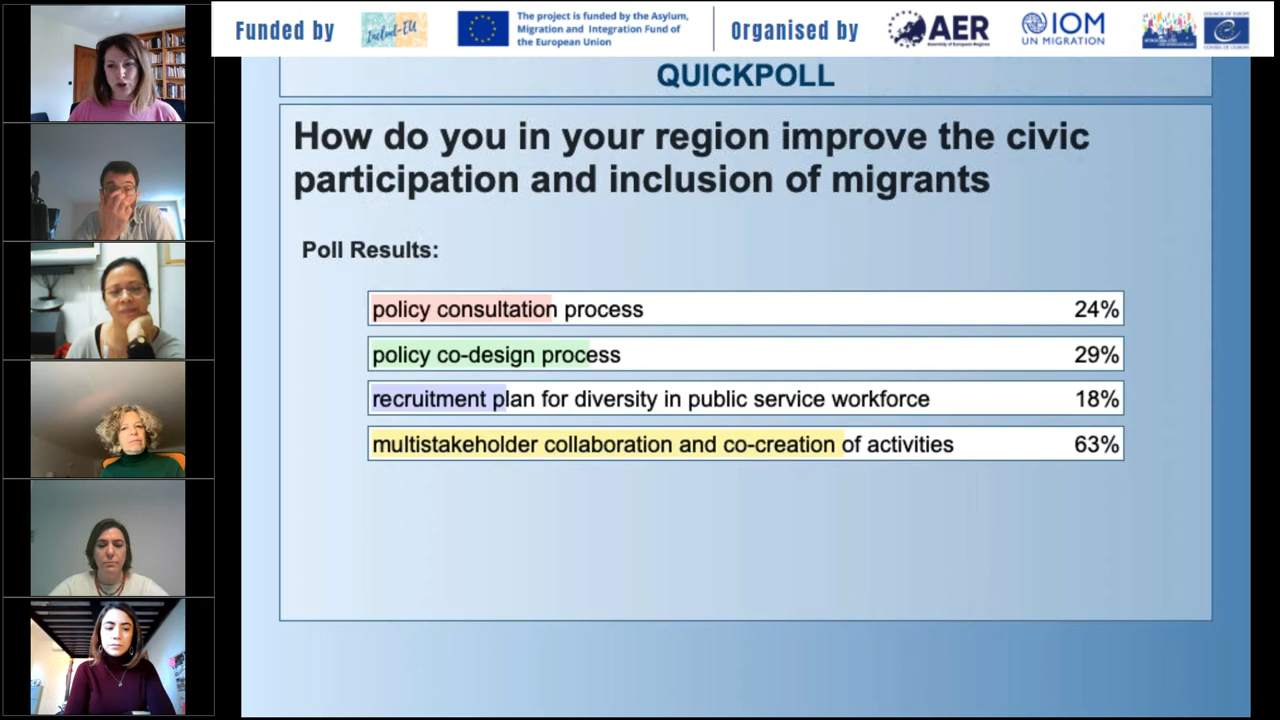 Funded by
Includ-EU
The project is funded by the Asylum,
Migration and Integration Fund of
the European Union
Organised by
AER
Assembly of European Regions
IOM
UN MIGRATION
COUNCIL OF EUROPE
CONSEIL DE L'EUROPE
QUICKPOLL
How do you in your region improve the civic
participation and inclusion of migrants
Poll Results:
policy consultation process 24%
policy co-design process 29%
recruitment plan for diversity in public service workforce 18%
multistakeholder collaboration and co-creation of activities 63%